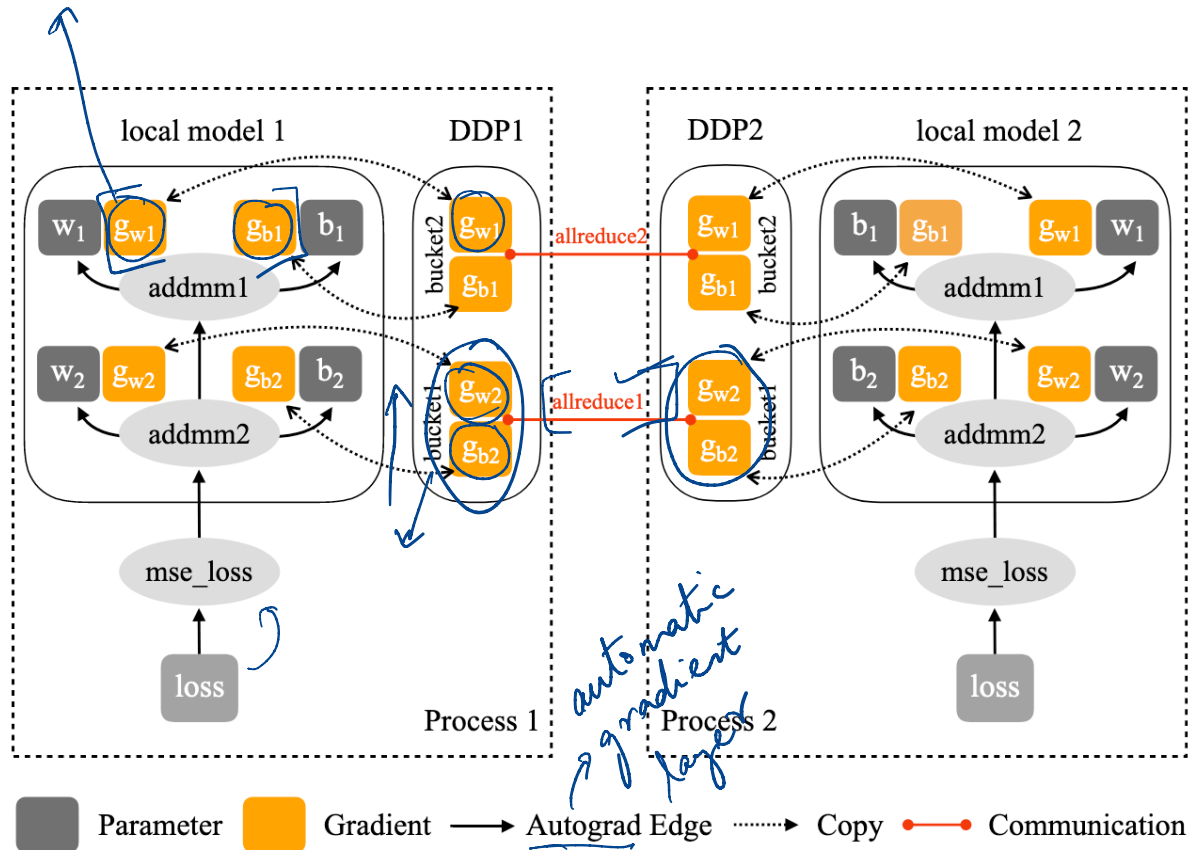 local model 1
DDP1
DDP2
local model 2
w1 gw1 gb1 b1
bucket2
gw1
gb1
allreduce2
gw1
gb1
bucket2
b1 gb1 gw1 w1
addmm1
addmm1
w2 gw2 gb2 b2
bucket1
gw2
gb2
allreduce1
gw2
gb2
bucket1
b2 gb2 gw2 w2
addmm2
addmm2
mse_loss
mse_loss
loss
loss
automatic
gradient
layer
Process 1
Process 2
Parameter Gradient Autograd Edge Copy Communication